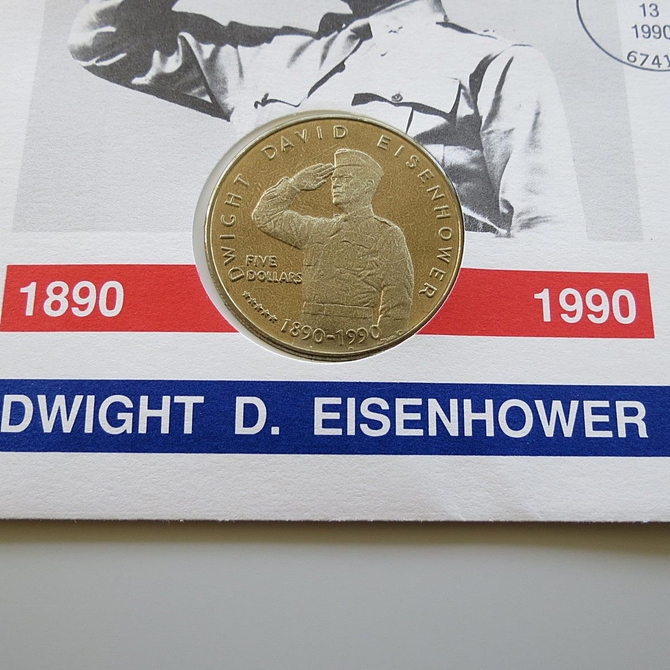 13
1990
6741
DWIGHT DAVID EISENHOWER
FIVE
DOLLARS
1890-1990
1890
1990
DWIGHT D. EISENHOWER